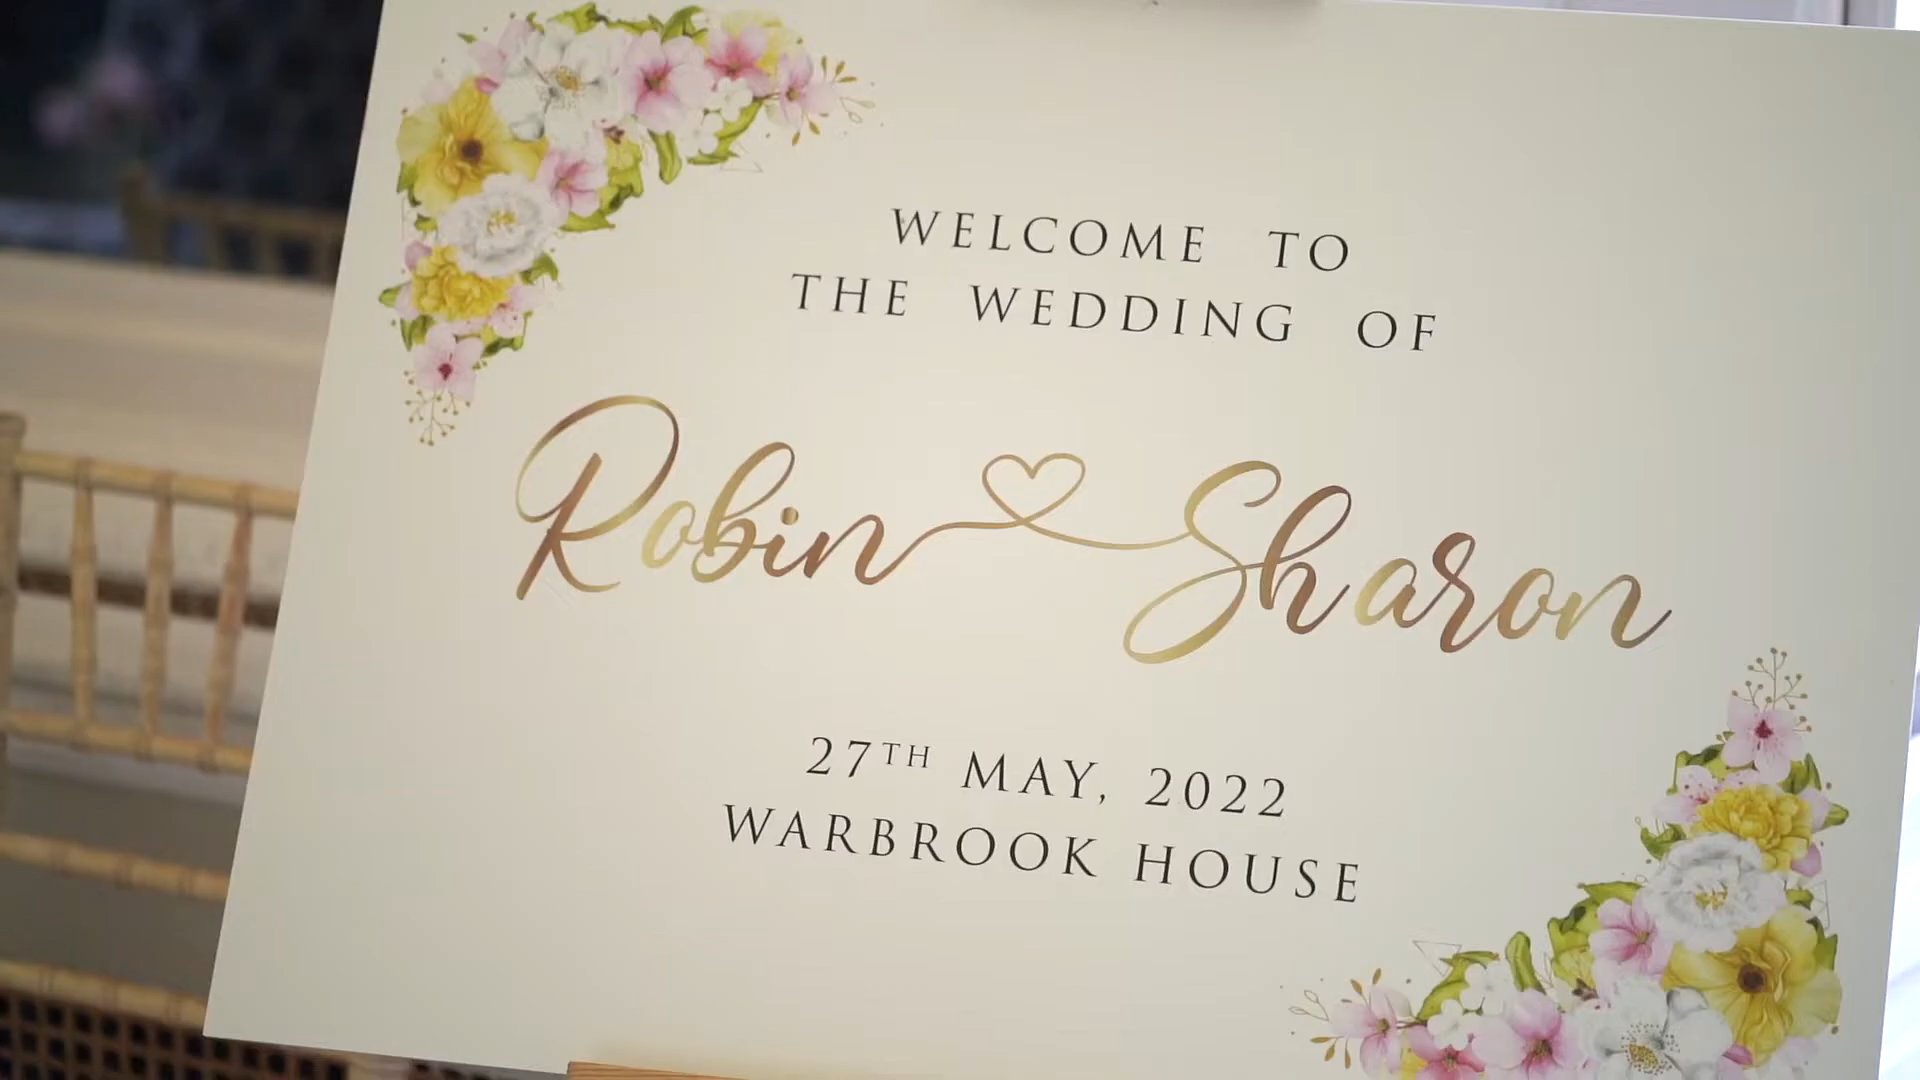 WELCOME TO
THE WEDDING OF
Robin Sharon
27TH MAY, 2022
WARBROOK HOUSE